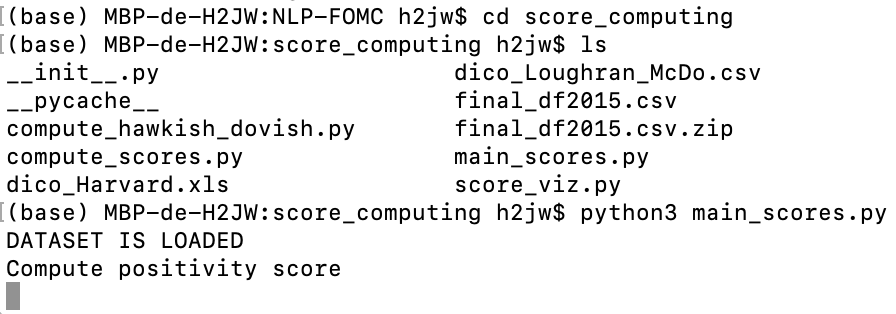 (base) MBP-de-H2JW:NLP-FOMC h2jw$ cd score_computing
(base) MBP-de-H2JW:score_computing h2jw$ ls
__init__.py dico_Loughran_McDo.csv
__pycache__ final_df2015.csv
compute_hawkish_dovish.py final_df2015.csv.zip
compute_scores.py main_scores.py
dico_Harvard.xls score_viz.py
(base) MBP-de-H2JW:score_computing h2jw$ python3 main_scores.py
DATASET IS LOADED
Compute positivity score